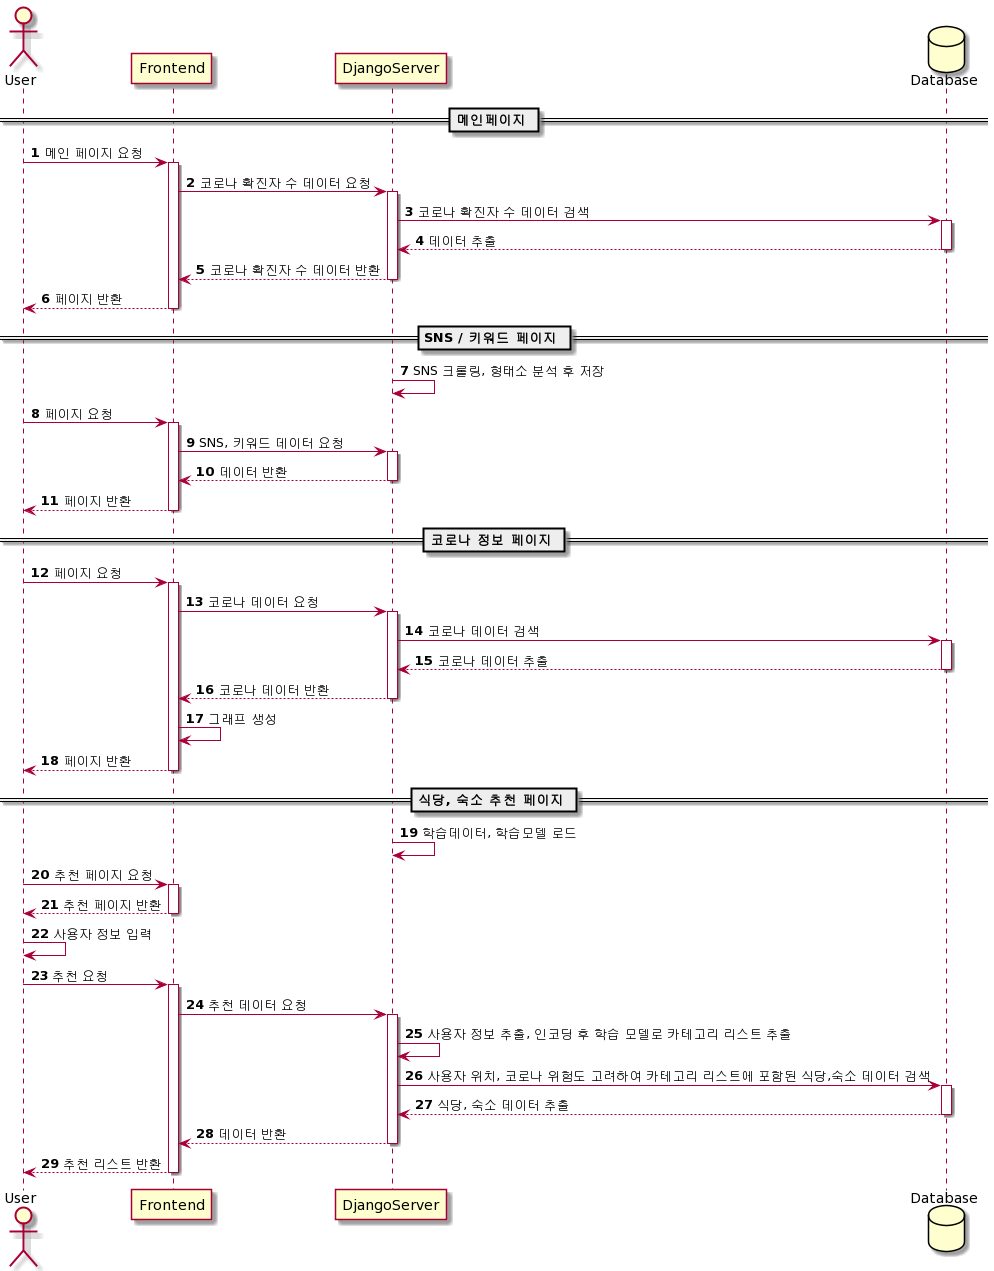 User
Frontend
DjangoServer
Database
메인페이지
1 메인 페이지 요청
2 코로나 확진자 수 데이터 요청
3 코로나 확진자 수 데이터 검색
4 데이터 추출
5 코로나 확진자 수 데이터 반환
6 페이지 반환
SNS / 키워드 페이지
7 SNS 크롤링, 형태소 분석 후 저장
8 페이지 요청
9 SNS, 키워드 데이터 요청
10 데이터 반환
11 페이지 반환
코로나 정보 페이지
12 페이지 요청
13 코로나 데이터 요청
14 코로나 데이터 검색
15 코로나 데이터 추출
16 코로나 데이터 반환
17 그래프 생성
18 페이지 반환
식당, 숙소 추천 페이지
19 학습데이터, 학습모델 로드
20 추천 페이지 요청
21 추천 페이지 반환
22 사용자 정보 입력
23 추천 요청
24 추천 데이터 요청
25 사용자 정보 추출, 인코딩 후 학습 모델로 카테고리 리스트 추출
26 사용자 위치, 코로나 위험도 고려하여 카테고리 리스트에 포함된 식당,숙소 데이터 검색
27 식당, 숙소 데이터 추출
28 데이터 반환
29 추천 리스트 반환
User
Frontend
DjangoServer
Database